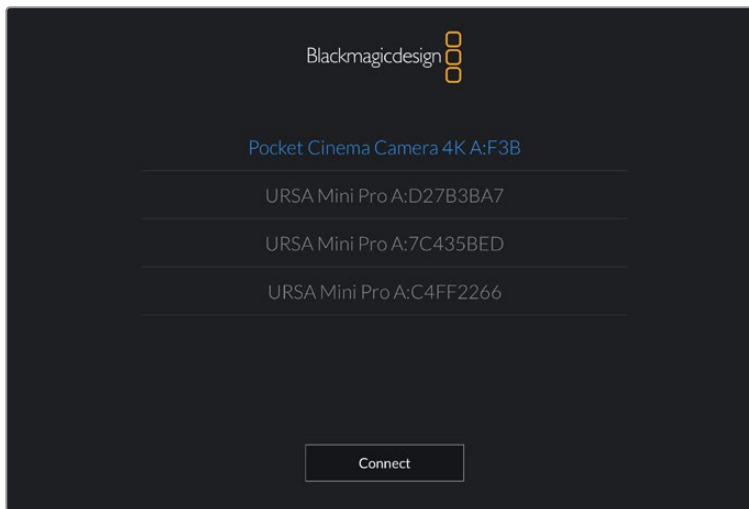 Blackmagicdesign
Pocket Cinema Camera 4K A:F3B
URSA Mini Pro A:D27B3BA7
URSA Mini Pro A:7C435BED
URSA Mini Pro A:C4FF2266
Connect